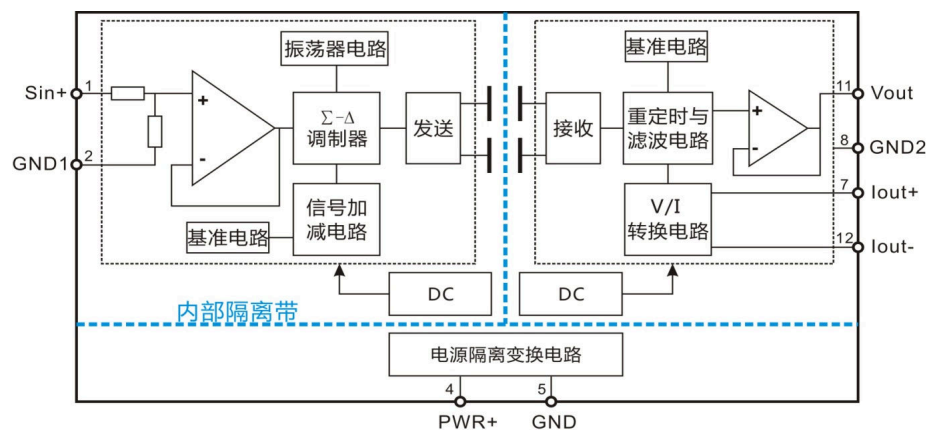 振荡器电路
基准电路
Sin+
1
+
-
Σ-Δ
调制器
发送
接收
重定时与
滤波电路
+
-
11
Vout
GND1
2
8
GND2
信号加
减电路
基准电路
V/I
转换电路
7
Iout+
12
Iout-
DC
DC
内部隔离带
电源隔离变换电路
4
5
PWR+
GND